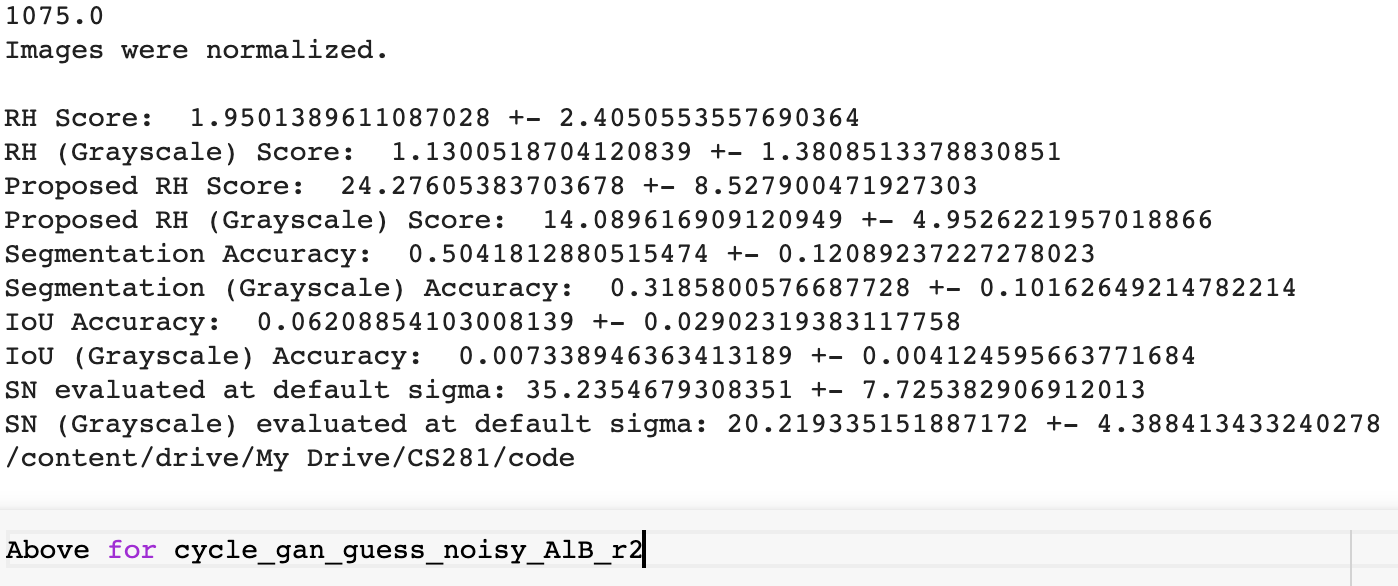 1075.0
Images were normalized.
RH Score:  1.9501389611087028 +- 2.4050553557690364
RH (Grayscale) Score:  1.1300518704120839 +- 1.3808513378830851
Proposed RH Score:  24.27605383703678 +- 8.527900471927303
Proposed RH (Grayscale) Score:  14.089616909120949 +- 4.9526221957018866
Segmentation Accuracy:  0.5041812880515474 +- 0.12089237227278023
Segmentation (Grayscale) Accuracy:  0.3185800576687728 +- 0.10162649214782214
IoU Accuracy:  0.06208854103008139 +- 0.02902319383117758
IoU (Grayscale) Accuracy:  0.007338946363413189 +- 0.004124595663771684
SN evaluated at default sigma: 35.2354679308351 +- 7.725382906912013
SN (Grayscale) evaluated at default sigma: 20.219335151887172 +- 4.388413433240278
/content/drive/My Drive/CS281/code
Above for cycle_gan_guess_noisy_AlB_r2